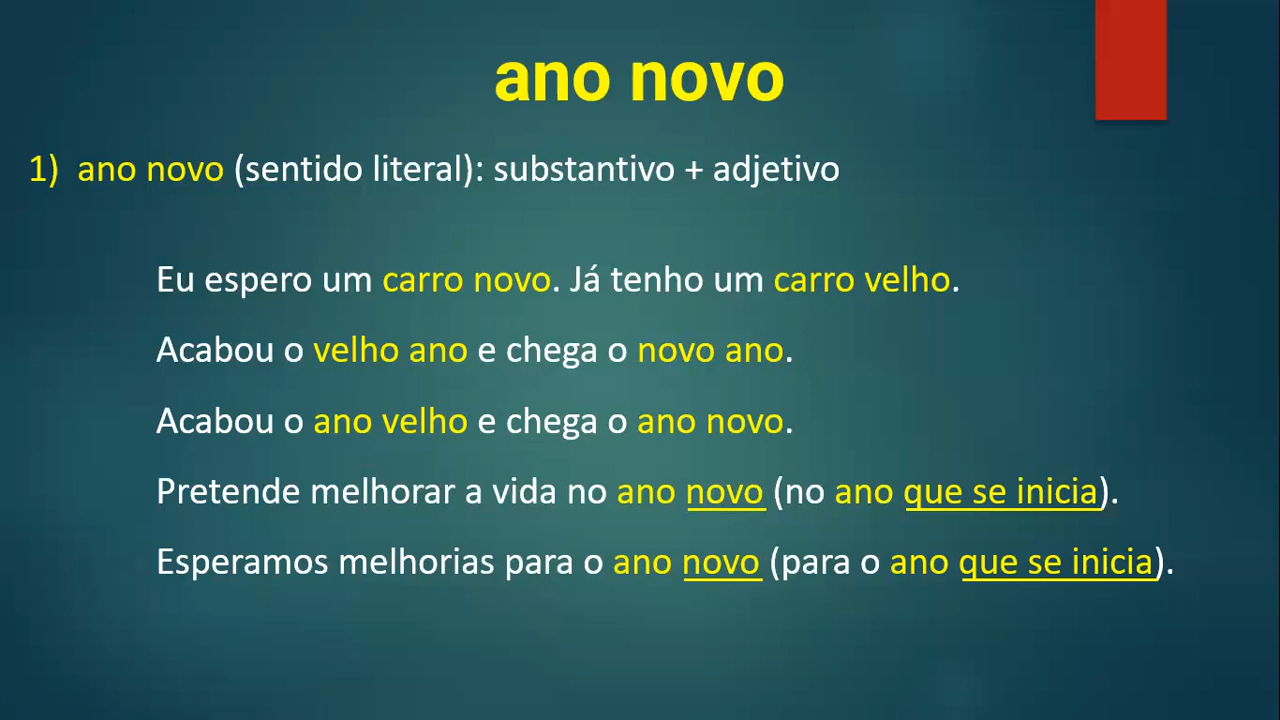 ano novo
1) ano novo (sentido literal): substantivo + adjetivo
Eu espero um carro novo. Já tenho um carro velho.
Acabou o velho ano e chega o novo ano.
Acabou o ano velho e chega o ano novo.
Pretende melhorar a vida no ano novo (no ano que se inicia).
Esperamos melhorias para o ano novo (para o ano que se inicia).